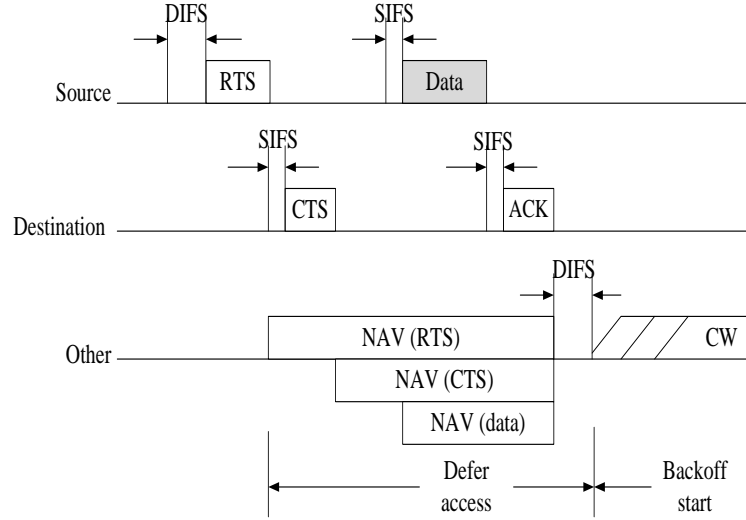 DIFS
SIFS
RTS
Data
Source
SIFS
SIFS
CTS
ACK
Destination
DIFS
NAV (RTS)
CW
Other
NAV (CTS)
NAV (data)
Defer
access
Backoff
start